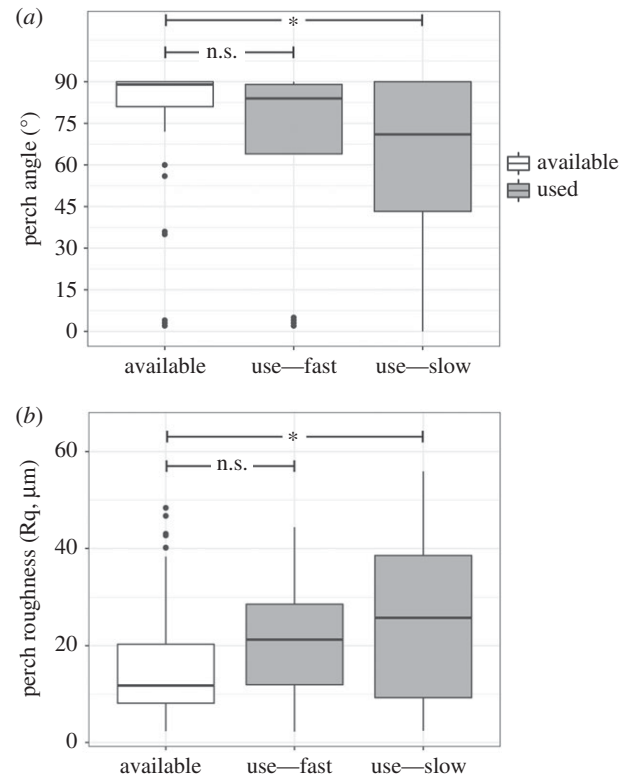 (a)
*
n.s.
90
75
60
45
30
15
0
perch angle (°)
available
used
available
use—fast
use—slow
(b)
*
n.s.
60
40
20
0
perch roughness (Rq, μm)
available
use—fast
use—slow